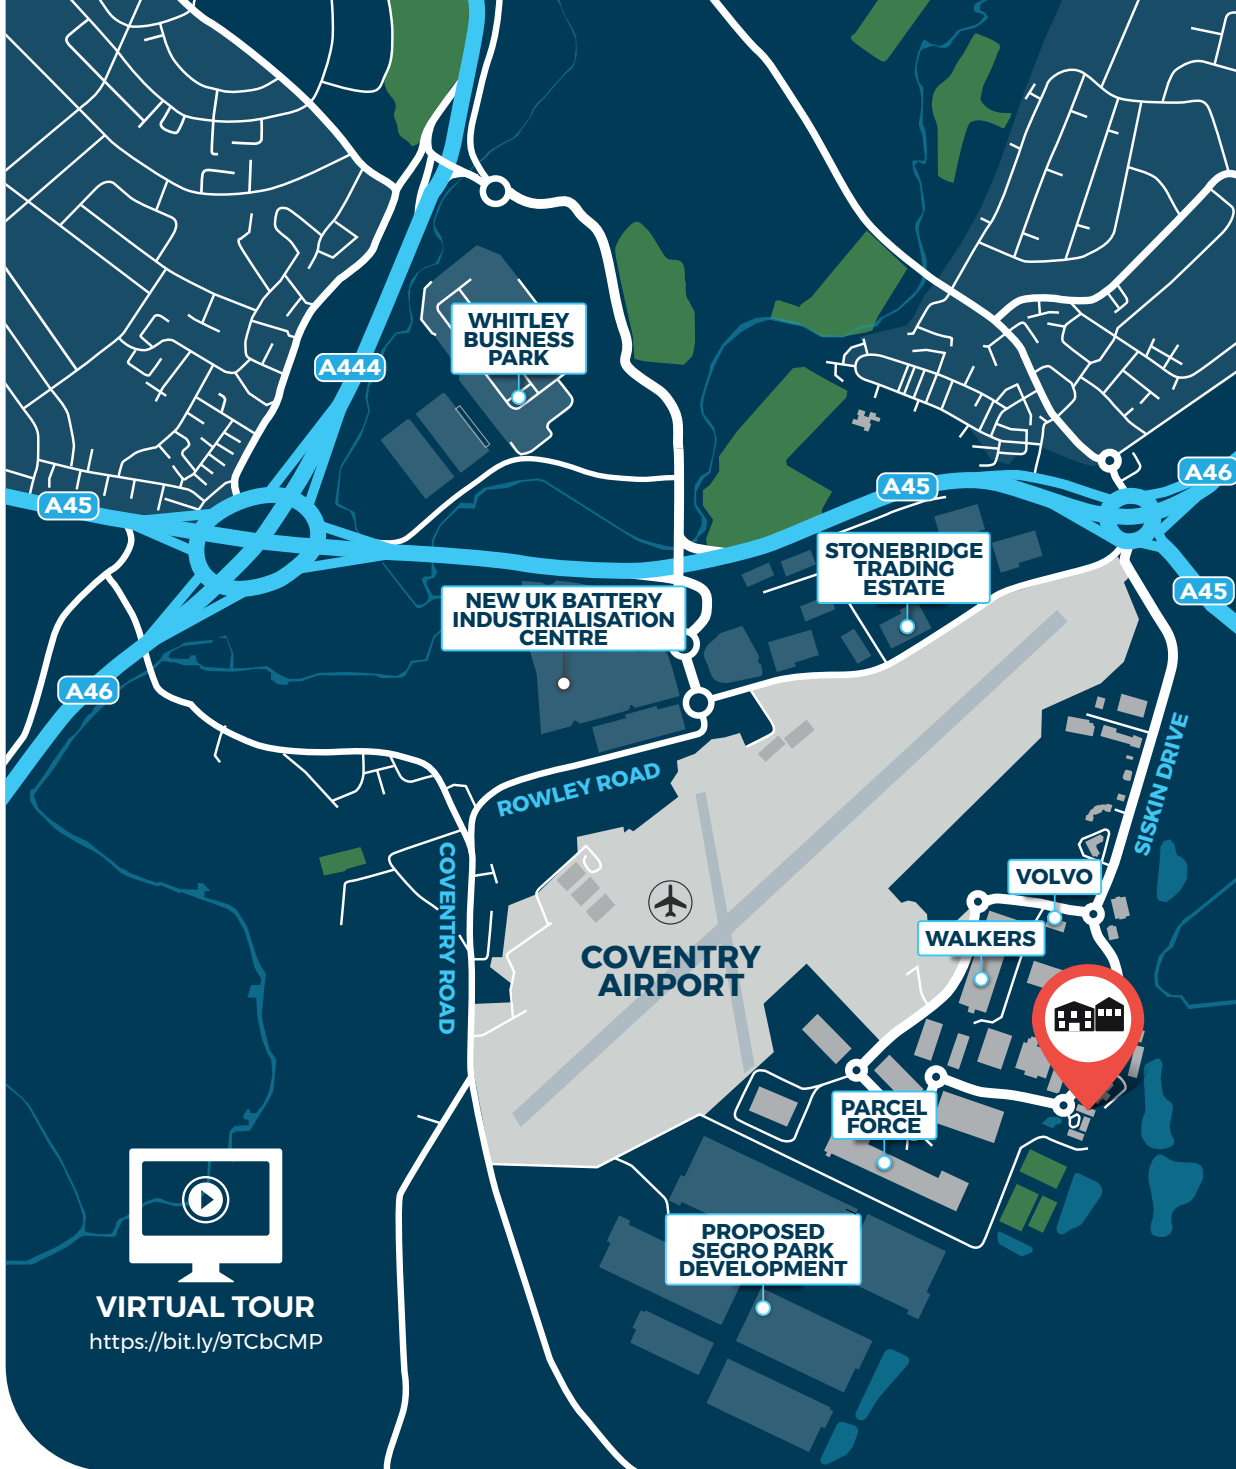 WHITLEY
BUSINESS
PARK
A444
A46
A45
A45
STONEBRIDGE
TRADING
ESTATE
A45
NEW UK BATTERY
INDUSTRIALISATION
CENTRE
A46
ROWLEY ROAD
SISKIN DRIVE
COVENTRY ROAD
VOLVO
WALKERS
COVENTRY
AIRPORT
PARCEL
FORCE
PROPOSED
SEGRO PARK
DEVELOPMENT
VIRTUAL TOUR
https://bit.ly/9TCbCMP